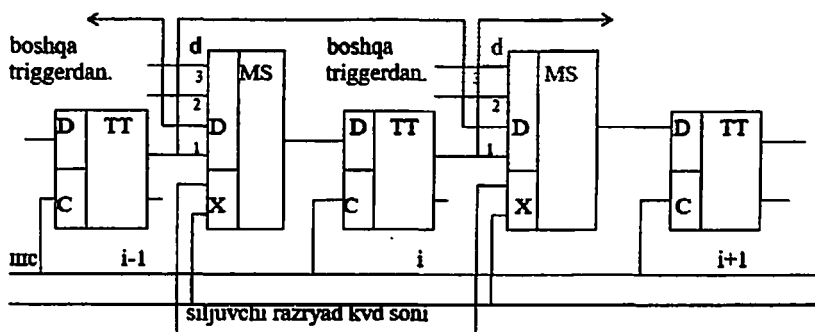 boshqa
triggerdan.
d
3
2
1
MS
D
X
boshqa
triggerdan.
d
3
2
1
MS
D
X
D TT
C
D TT
C
D TT
C
i-1
i
i+1
siljuvchi razryad kvd soni